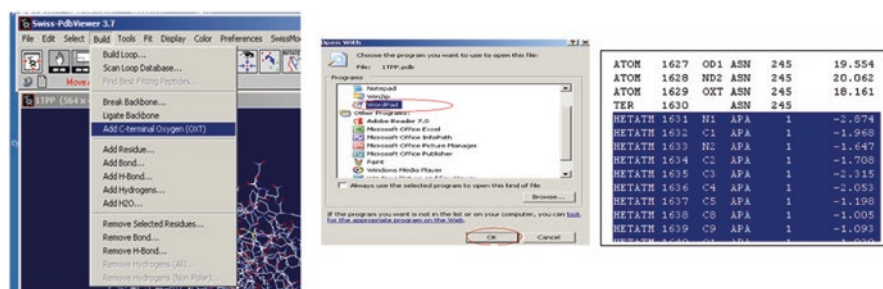 Swiss-PdbViewer 3.7
File Edit Select Build Tools Fit Display Color Preferences SwissMod
Move
1TPP (564 x
Build Loop...
Scan Loop Database...
Find Best Fitting Peptides...
Break Backbone...
Ligate Backbone
Add C-terminal Oxygen (OXT)
Add Residue...
Add Bond...
Add H-Bond...
Add Hydrogens...
Add H2O...
Remove Selected Residues...
Remove Bond...
Remove H-Bond...
Remove Hydrogens (All)...
Remove Hydrogens (Non Polar)...
Open With
Choose the program you want to use to open this file:
File: 1TPP.pdb
Programs
Notepad
WinZip
WordPad
Other Programs:
Adobe Reader 7.0
Microsoft Office Excel
Microsoft Office InfoPath
Microsoft Office Picture Manager
Microsoft Office Publisher
Paint
Windows Media Player
Always use the selected program to open this kind of file
Browse...
If the program you want is not in the list or on your computer, you can look
for the appropriate program on the Web.
OK Cancel
ATOM 1627 OD1 ASN 245 19.554
ATOM 1628 ND2 ASN 245 20.062
ATOM 1629 OXT ASN 245 18.161
TER 1630 ASN 245
HETATM 1631 N1 APA 1 -2.874
HETATM 1632 C1 APA 1 -1.968
HETATM 1633 N2 APA 1 -1.647
HETATM 1634 C2 APA 1 -1.708
HETATM 1635 C3 APA 1 -2.315
HETATM 1636 C4 APA 1 -2.053
HETATM 1637 C5 APA 1 -1.198
HETATM 1638 C8 APA 1 -1.005
HETATM 1639 C9 APA 1 -1.093